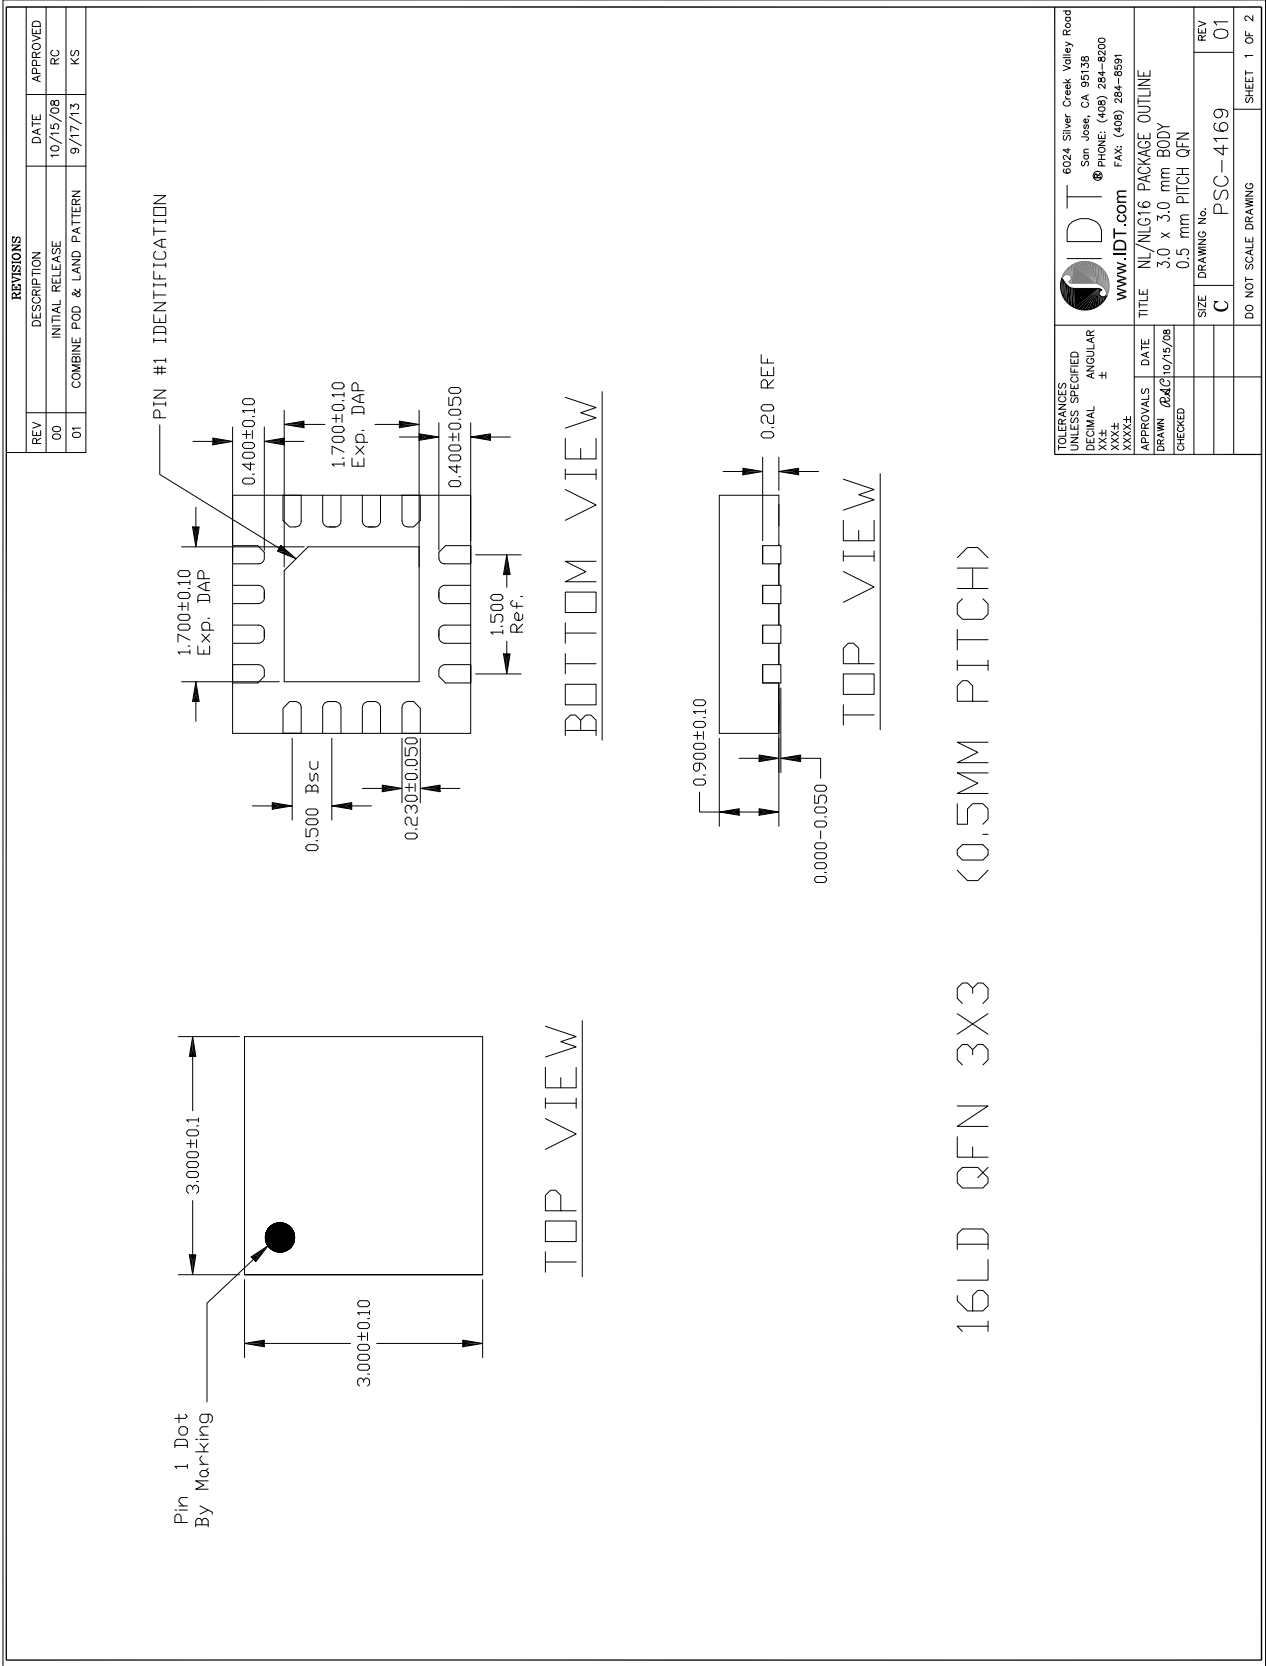 REVISIONS
REV DESCRIPTION DATE APPROVED
00 INITIAL RELEASE 10/15/08 RC
01 COMBINE POD & LAND PATTERN 9/17/13 KS
Pin 1 Dot
By Marking
3.000±0.1
3.000±0.10
TOP VIEW
PIN #1 IDENTIFICATION
1.700±0.10
Exp. DAP
0.400±0.10
1.700±0.10
Exp. DAP
0.400±0.050
0.500 Bsc
0.230±0.050
1.500
Ref.
BOTTOM VIEW
0.900±0.10
0.20 REF
0.000-0.050
TOP VIEW
16LD QFN 3X3 (0.5MM PITCH)
TOLERANCES
UNLESS SPECIFIED
DECIMAL ANGULAR
XX± ±
XXX±
XXXX±
APPROVALS DATE
DRAWN RAC 10/15/08
CHECKED
IDT ®
www.IDT.com
6024 Silver Creek Valley Road
San Jose, CA 95138
PHONE: (408) 284-8200
FAX: (408) 284-8591
TITLE NL/NLG16 PACKAGE OUTLINE
3.0 x 3.0 mm BODY
0.5 mm PITCH QFN
SIZE DRAWING No. REV
C PSC-4169 01
DO NOT SCALE DRAWING SHEET 1 OF 2